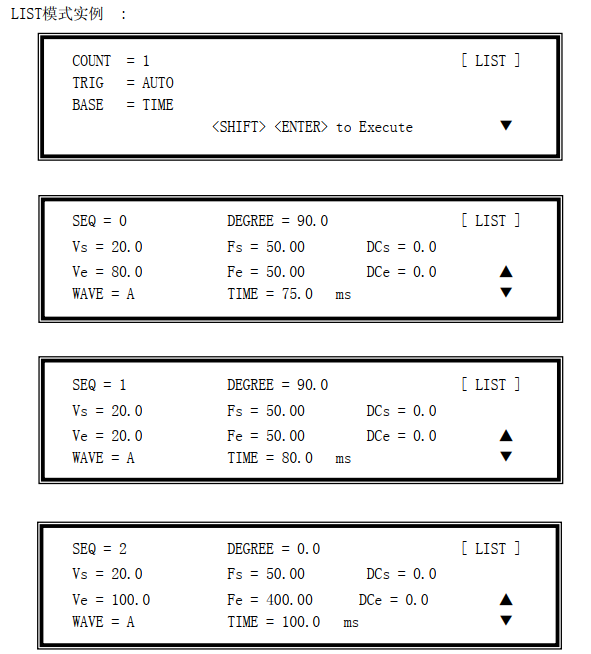 LIST模式实例 :
COUNT = 1 [ LIST ]
TRIG = AUTO
BASE = TIME
<SHIFT> <ENTER> to Execute ▼
SEQ = 0 DEGREE = 90.0 [ LIST ]
Vs = 20.0 Fs = 50.00 DCs = 0.0
Ve = 80.0 Fe = 50.00 DCe = 0.0 ▲
WAVE = A TIME = 75.0 ms ▼
SEQ = 1 DEGREE = 90.0 [ LIST ]
Vs = 20.0 Fs = 50.00 DCs = 0.0
Ve = 20.0 Fe = 50.00 DCe = 0.0 ▲
WAVE = A TIME = 80.0 ms ▼
SEQ = 2 DEGREE = 0.0 [ LIST ]
Vs = 20.0 Fs = 50.00 DCs = 0.0
Ve = 100.0 Fe = 400.00 DCe = 0.0 ▲
WAVE = A TIME = 100.0 ms ▼